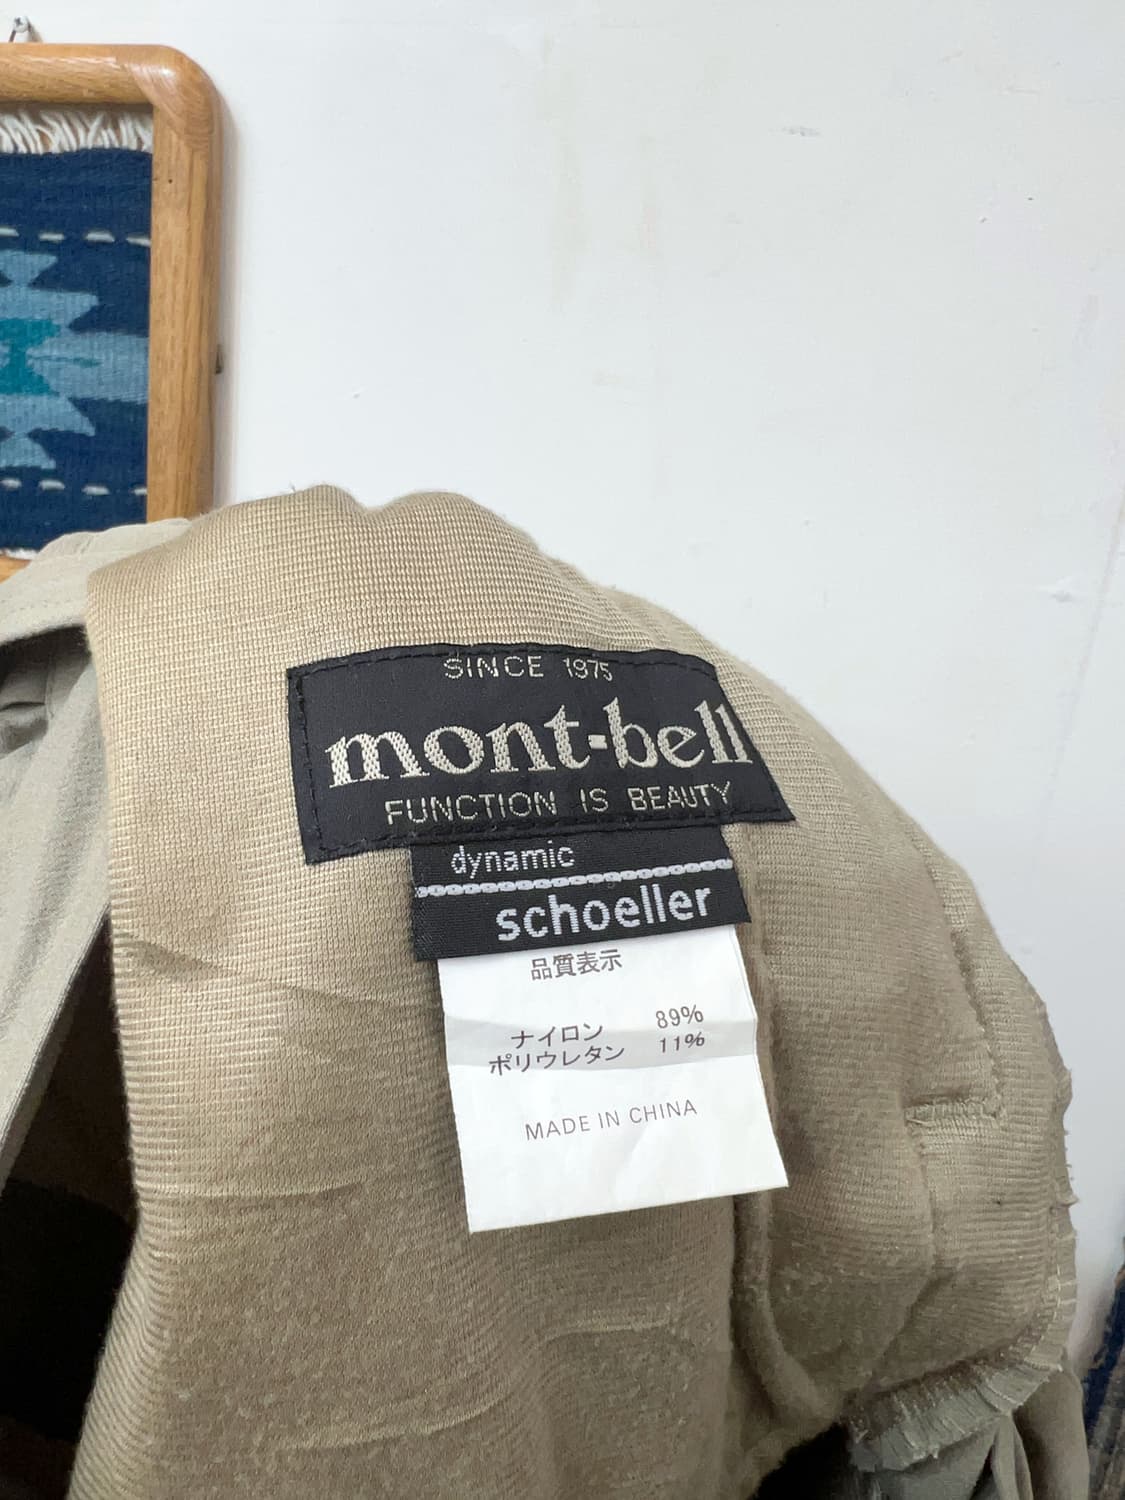 SINCE 1975
mont-bell
FUNCTION IS BEAUTY
dynamic
schoeller
品質表示
ナイロン 89%
ポリウレタン 11%
MADE IN CHINA